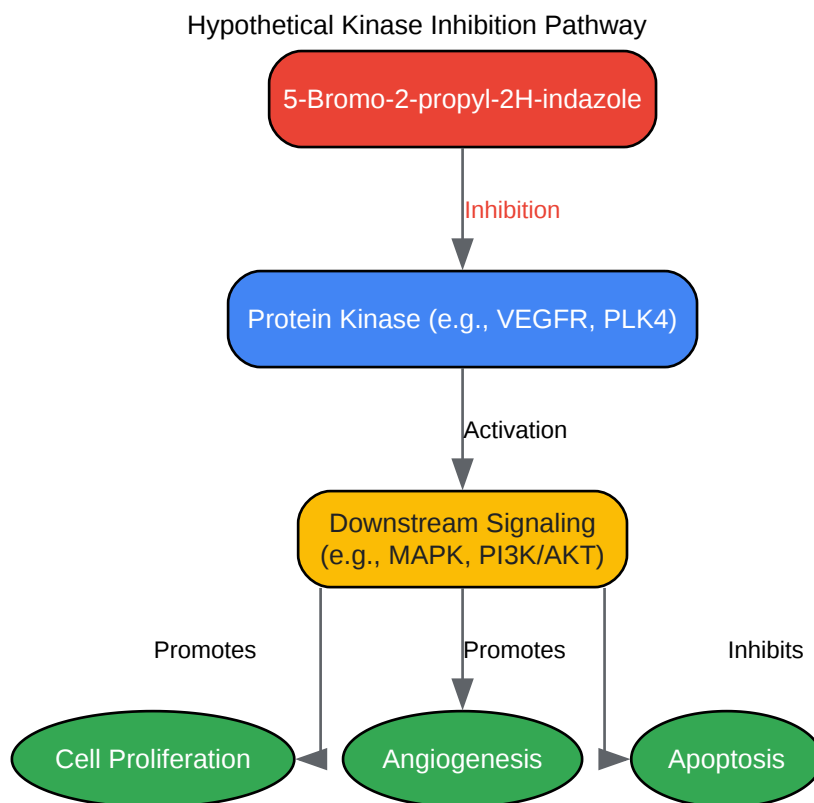 Hypothetical Kinase Inhibition Pathway
5-Bromo-2-propyl-2H-indazole
Inhibition
Protein Kinase (e.g., VEGFR, PLK4)
Activation
Downstream Signaling
(e.g., MAPK, PI3K/AKT)
Promotes
Promotes
Inhibits
Cell Proliferation
Angiogenesis
Apoptosis